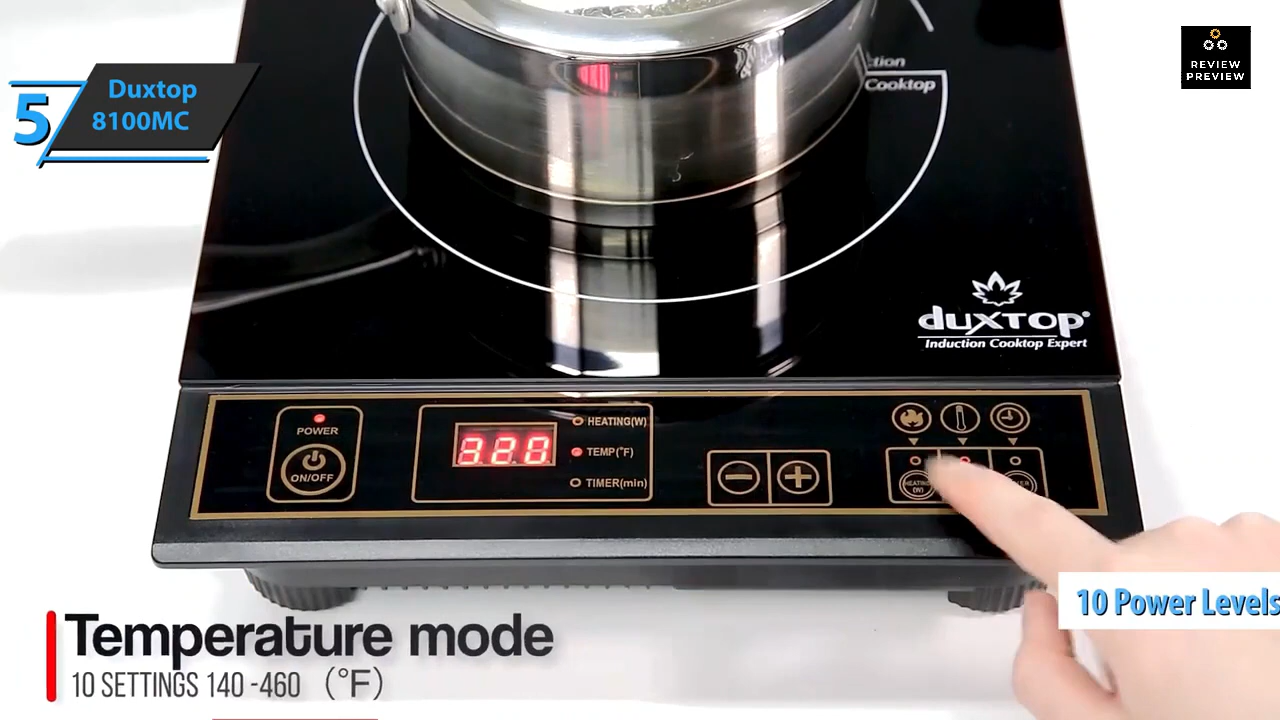 5
Duxtop
8100MC
REVIEW
PREVIEW
ction
Cooktop
duxtop®
Induction Cooktop Expert
POWER
ON/OFF
HEATING(W)
TEMP(°F)
TIMER(min)
HEATING
(W)
10 Power Levels
Temperature mode
10 SETTINGS 140 -460 (°F)